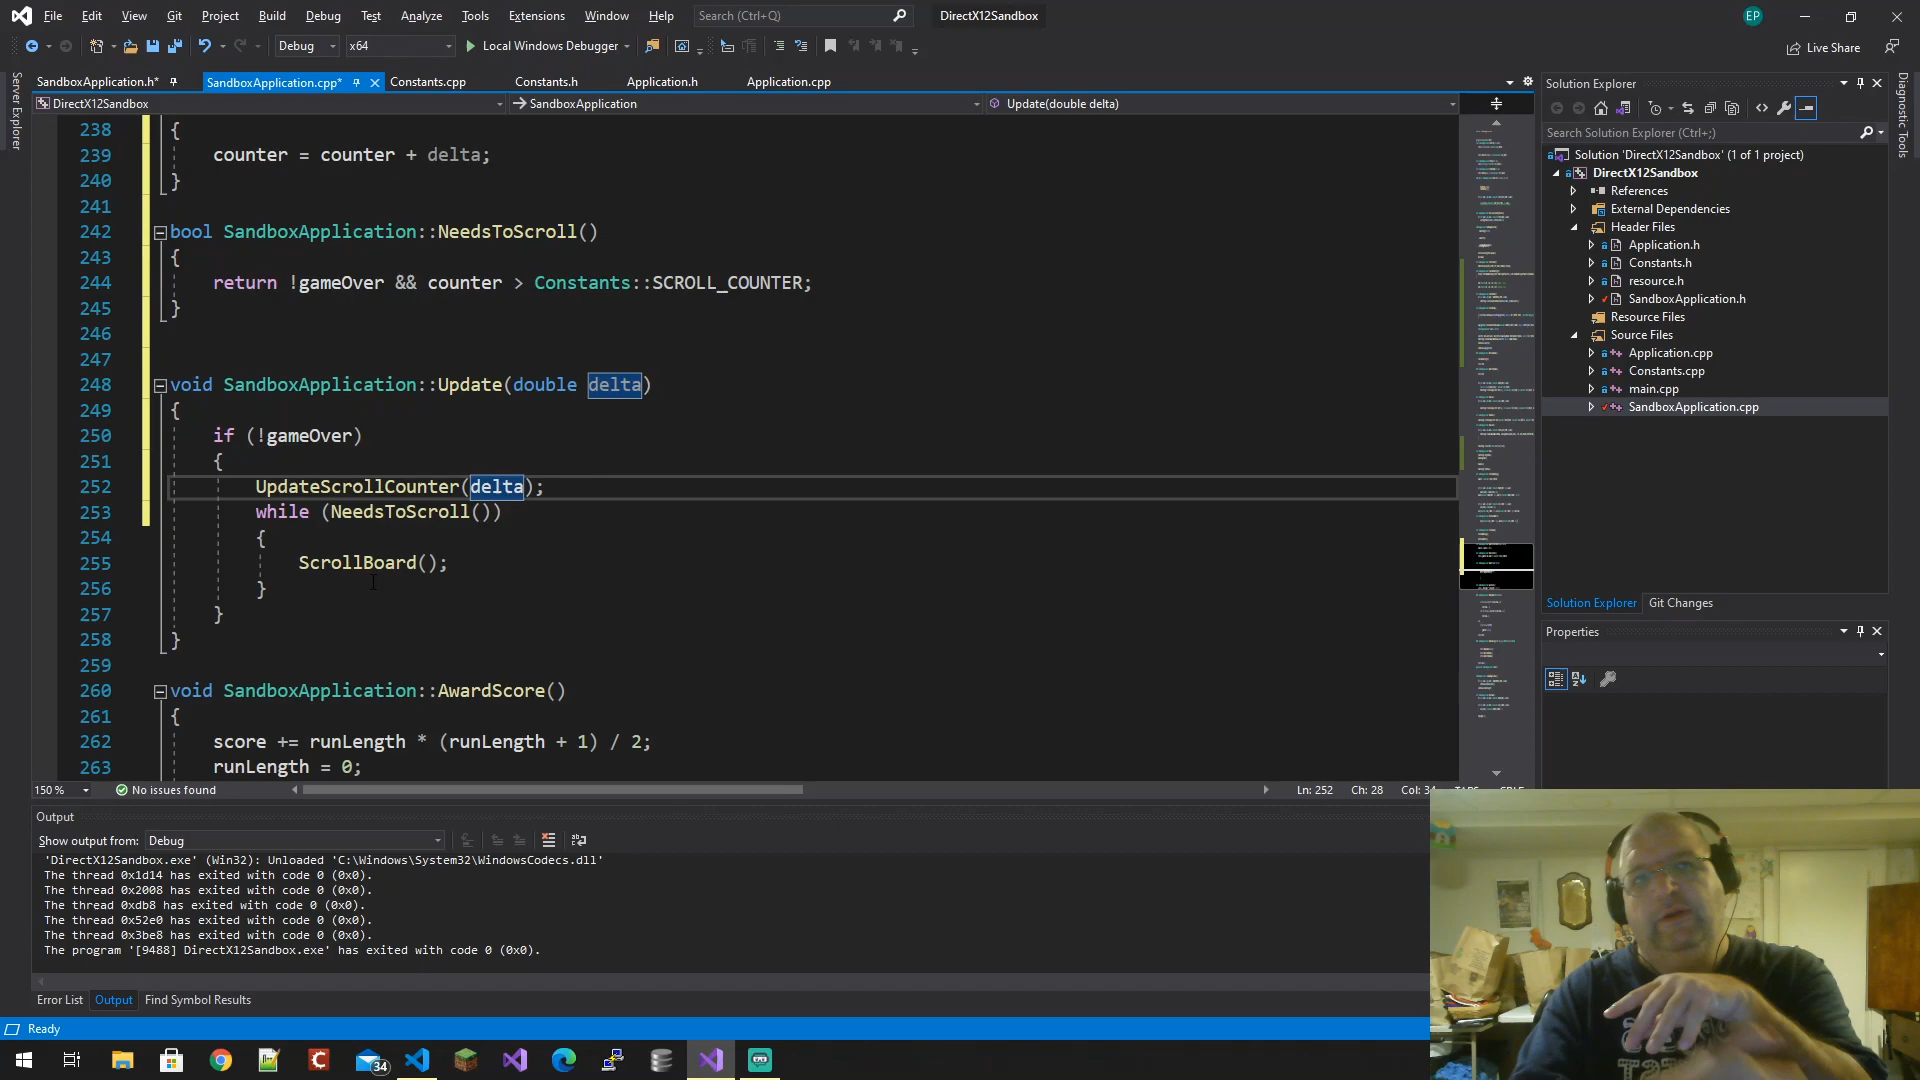 File Edit View Git Project Build Debug Test Analyze Tools Extensions Window Help Search (Ctrl+Q) DirectX12Sandbox EP
Debug x64 Local Windows Debugger Live Share
SandboxApplication.h* SandboxApplication.cpp* Constants.cpp Constants.h Application.h Application.cpp
DirectX12Sandbox SandboxApplication Update(double delta)
Server Explorer
Diagnostic Tools
238 {
239 counter = counter + delta;
240 }
241
242 bool SandboxApplication::NeedsToScroll()
243 {
244 return !gameOver && counter > Constants::SCROLL_COUNTER;
245 }
246
247
248 void SandboxApplication::Update(double delta)
249 {
250 if (!gameOver)
251 {
252 UpdateScrollCounter(delta);
253 while (NeedsToScroll())
254 {
255 ScrollBoard();
256 }
257 }
258 }
259
260 void SandboxApplication::AwardScore()
261 {
262 score += runLength * (runLength + 1) / 2;
263 runLength = 0;
150 % No issues found Ln: 252 Ch: 28 Col: 34
Output
Show output from: Debug
'DirectX12Sandbox.exe' (Win32): Unloaded 'C:\Windows\System32\WindowsCodecs.dll'
The thread 0x1d14 has exited with code 0 (0x0).
The thread 0x2008 has exited with code 0 (0x0).
The thread 0xdb8 has exited with code 0 (0x0).
The thread 0x52e0 has exited with code 0 (0x0).
The thread 0x3be8 has exited with code 0 (0x0).
The program '[9488] DirectX12Sandbox.exe' has exited with code 0 (0x0).
Error List Output Find Symbol Results
Ready
34
Solution Explorer
Search Solution Explorer (Ctrl+;)
Solution 'DirectX12Sandbox' (1 of 1 project)
DirectX12Sandbox
References
External Dependencies
Header Files
Application.h
Constants.h
resource.h
SandboxApplication.h
Resource Files
Source Files
Application.cpp
Constants.cpp
main.cpp
SandboxApplication.cpp
Solution Explorer Git Changes
Properties